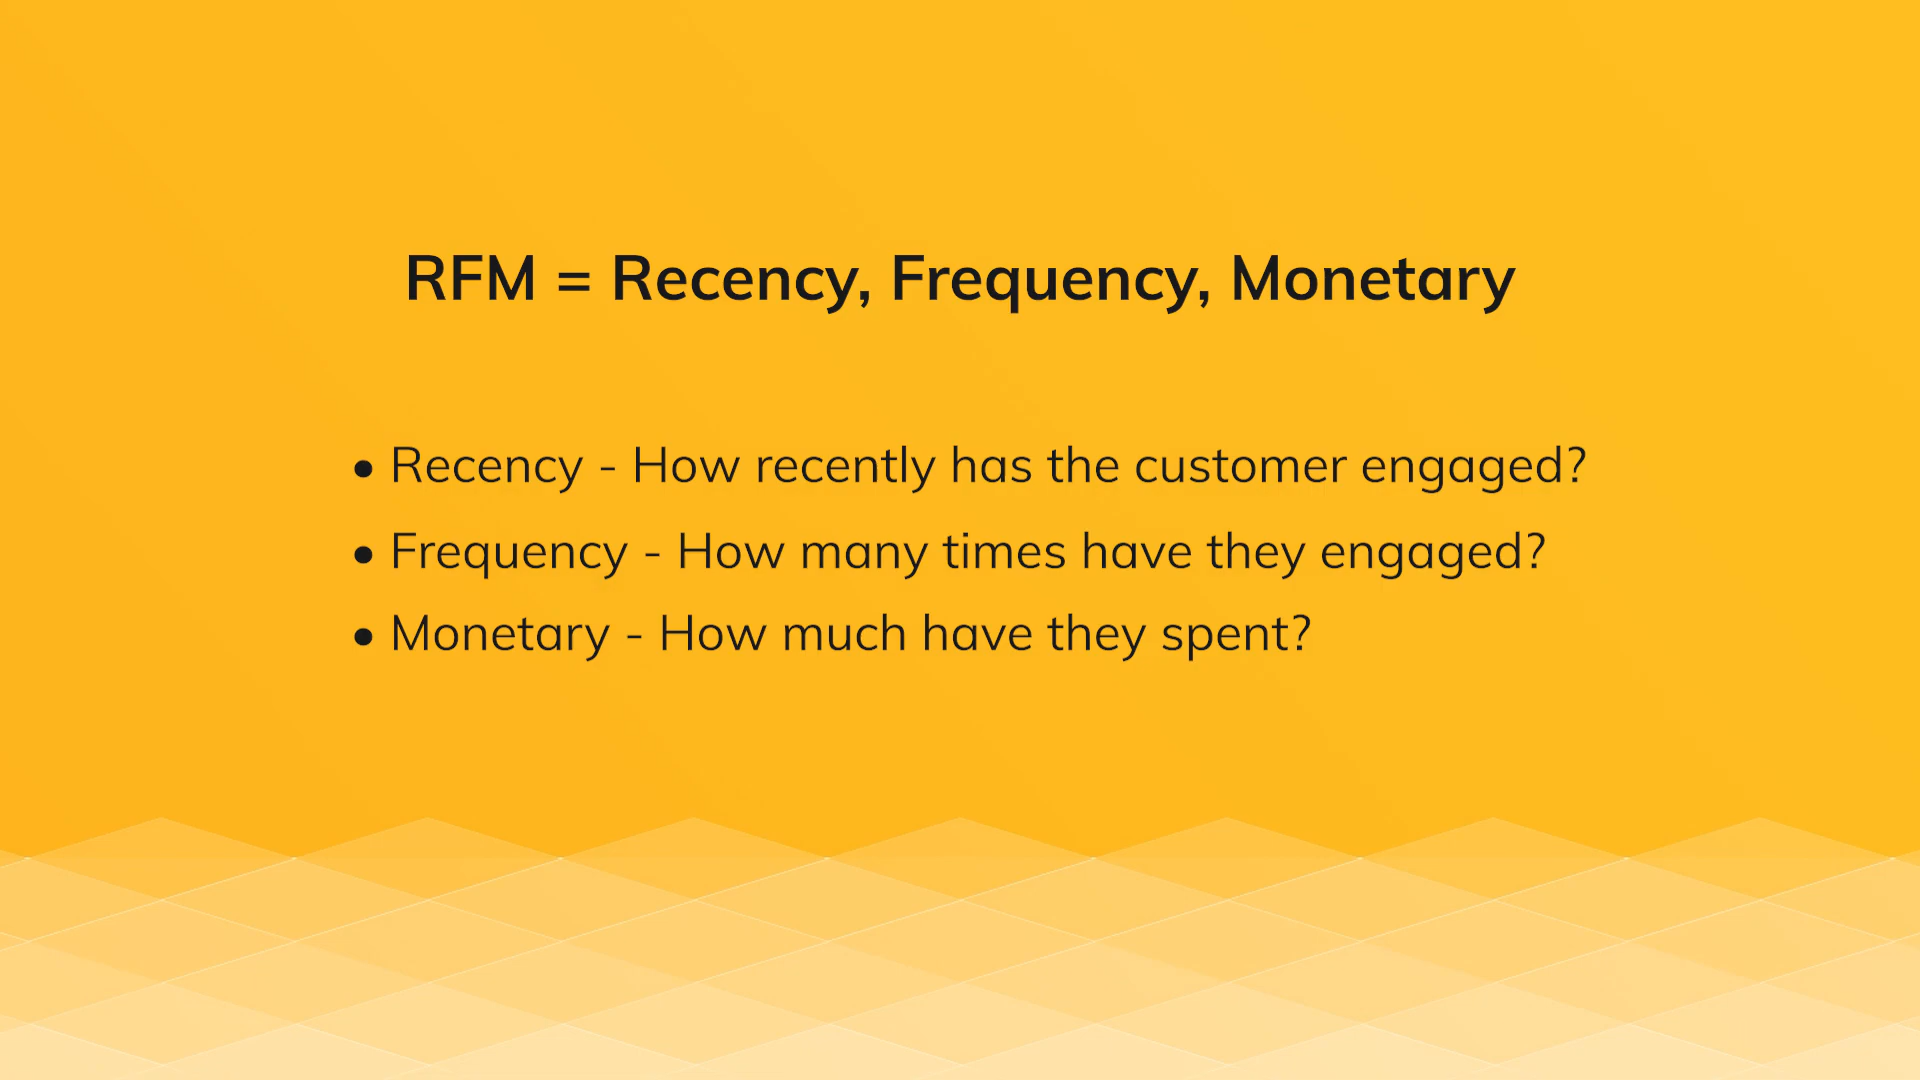 RFM = Recency, Frequency, Monetary
• Recency - How recently has the customer engaged?
• Frequency - How many times have they engaged?
• Monetary - How much have they spent?